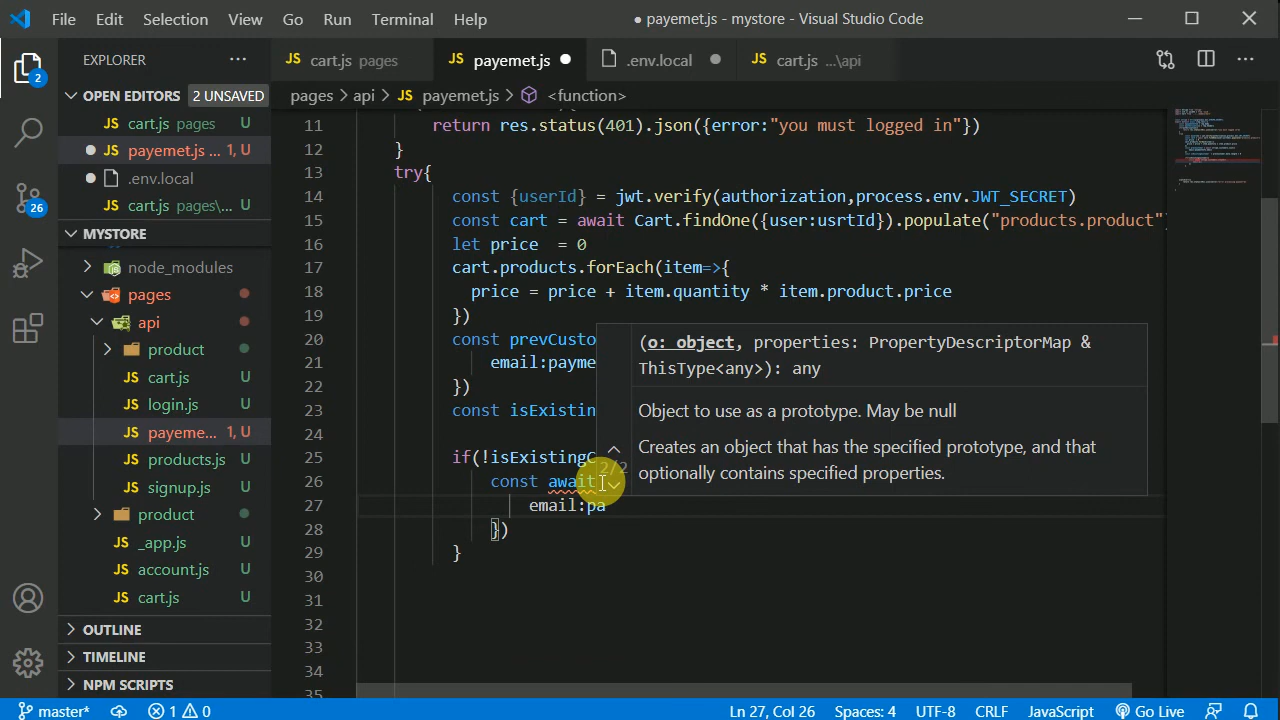 File Edit Selection View Go Run Terminal Help ● payemet.js - mystore - Visual Studio Code
EXPLORER ···
JS cart.js pages JS payemet.js ● .env.local ● JS cart.js ...\api
OPEN EDITORS 2 UNSAVED
pages > api > JS payemet.js > <function>
JS cart.js pages U
● JS payemet.js ... 1, U
● .env.local
JS cart.js pages\... U
MYSTORE
node_modules
pages
api
product
JS cart.js U
JS login.js U
JS payeme... 1, U
JS products.js U
JS signup.js U
product
JS _app.js U
JS account.js U
JS cart.js U
OUTLINE
TIMELINE
NPM SCRIPTS
2
26
11 return res.status(401).json({error:"you must logged in"})
12 }
13 try{
14 const {userId} = jwt.verify(authorization,process.env.JWT_SECRET)
15 const cart = await Cart.findOne({user:usrtId}).populate("products.product"
16 let price = 0
17 cart.products.forEach(item=>{
18 price = price + item.quantity * item.product.price
19 })
20 const prevCusto
21 email:payme
22 })
23 const isExistin
24
25 if(!isExistingC
26 const await
27 email:pa
28 })
29 }
30
31
32
33
34
35
(o: object, properties: PropertyDescriptorMap &
ThisType<any>): any
Object to use as a prototype. May be null
2/2
Creates an object that has the specified prototype, and that
optionally contains specified properties.
master* 1 0 Ln 27, Col 26 Spaces: 4 UTF-8 CRLF JavaScript Go Live